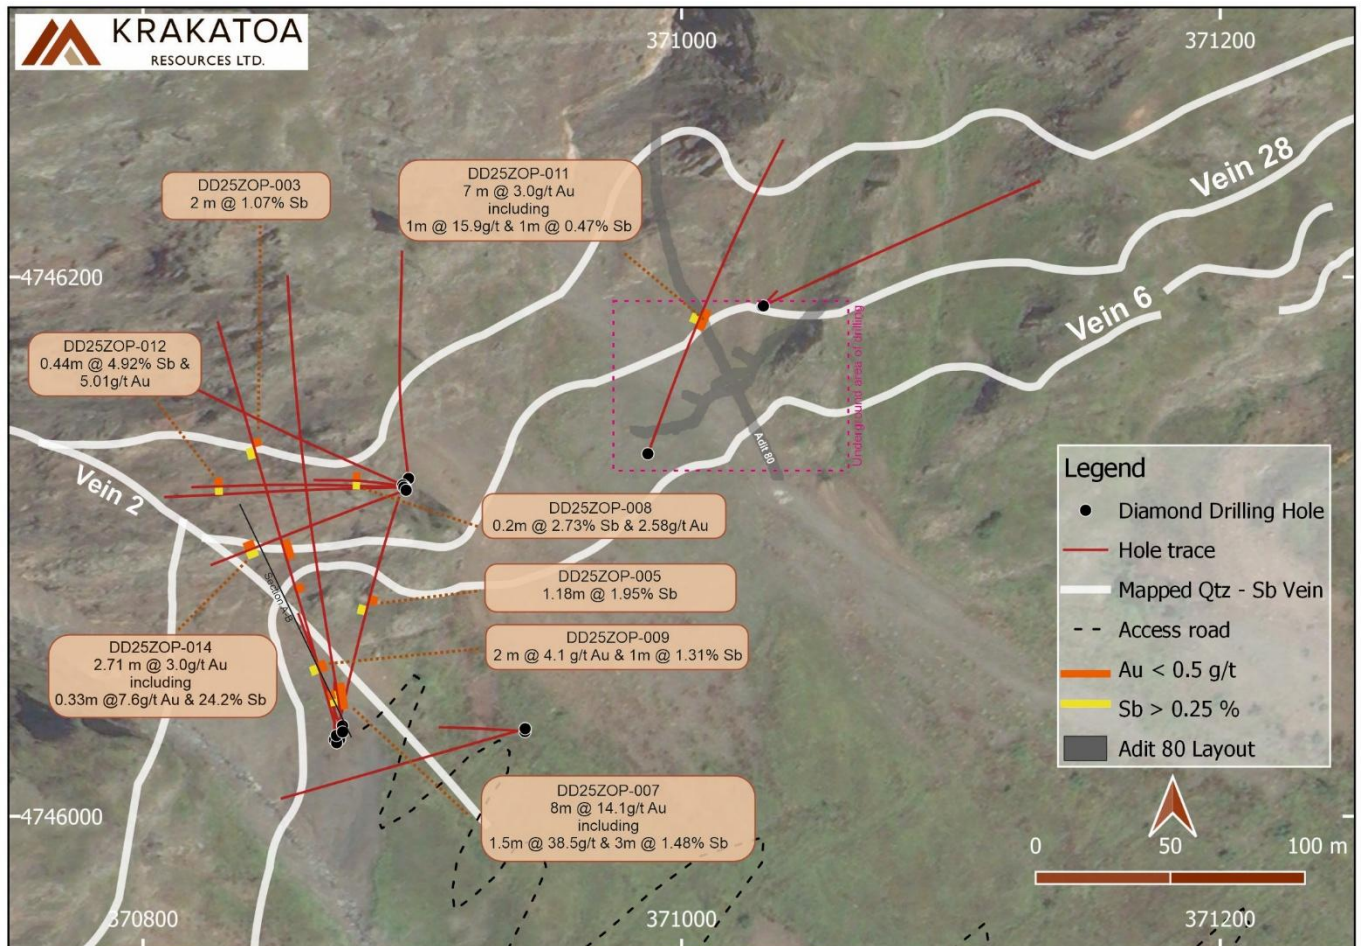 KRAKATOA
RESOURCES LTD.
371000
371200
DD25ZOP-003
2 m @ 1.07% Sb
DD25ZOP-011
7 m @ 3.0g/t Au
including
1m @ 15.9g/t & 1m @ 0.47% Sb
Vein 28
4746200
Vein 6
Underground area of drilling
DD25ZOP-012
0.44m @ 4.92% Sb &
5.01g/t Au
Adit 80
Vein 2
DD25ZOP-008
0.2m @ 2.73% Sb & 2.58g/t Au
Section A-B
DD25ZOP-005
1.18m @ 1.95% Sb
DD25ZOP-009
2 m @ 4.1 g/t Au & 1m @ 1.31% Sb
DD25ZOP-014
2.71 m @ 3.0g/t Au
including
0.33m @7.6g/t Au & 24.2% Sb
DD25ZOP-007
8m @ 14.1g/t Au
including
1.5m @ 38.5g/t & 3m @ 1.48% Sb
Legend
Diamond Drilling Hole
Hole trace
Mapped Qtz - Sb Vein
Access road
Au < 0.5 g/t
Sb > 0.25 %
Adit 80 Layout
4746000
0
50
100 m
370800
371000
371200